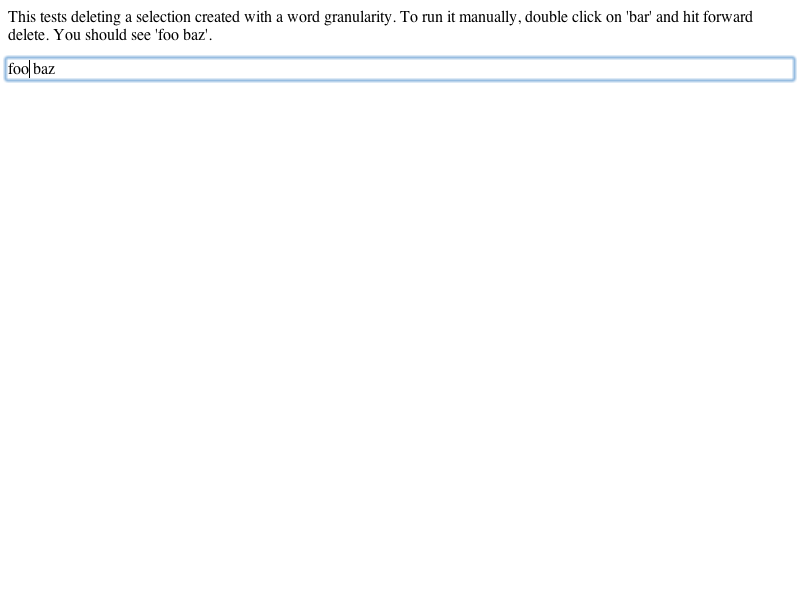 This tests deleting a selection created with a word granularity. To run it manually, double click on 'bar' and hit forward
delete. You should see 'foo baz'.
foo baz